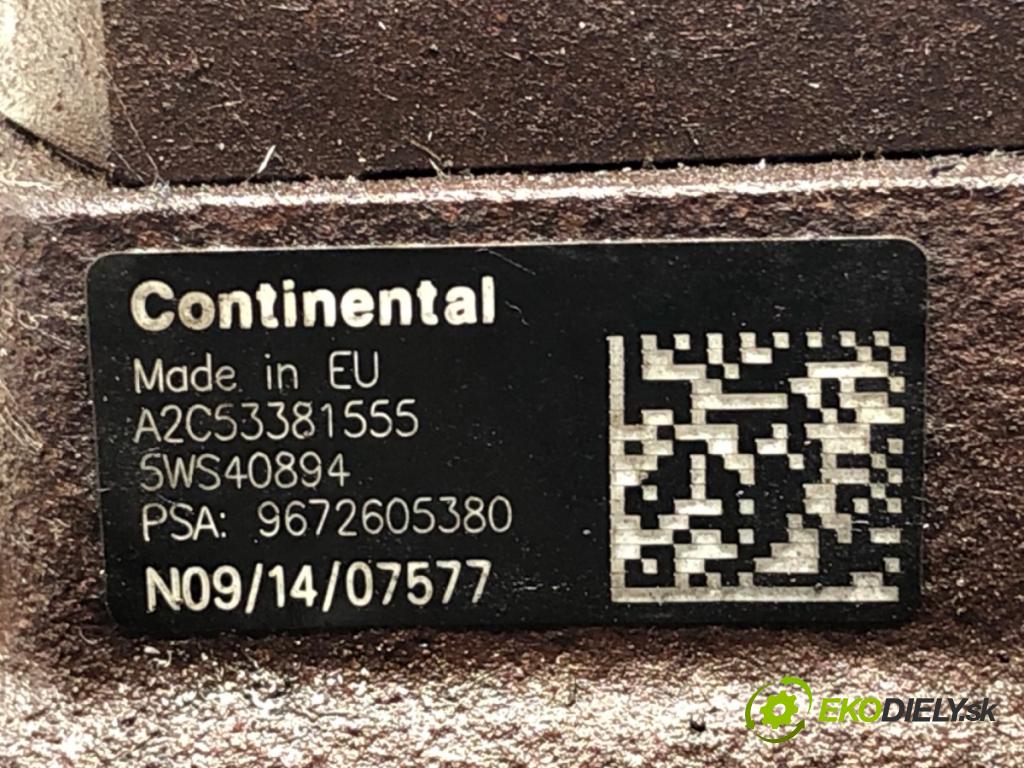 Continental
Made in EU
A2C53381555
5WS40894
PSA: 9672605380
N09/14/07577
EKODIELY.sk